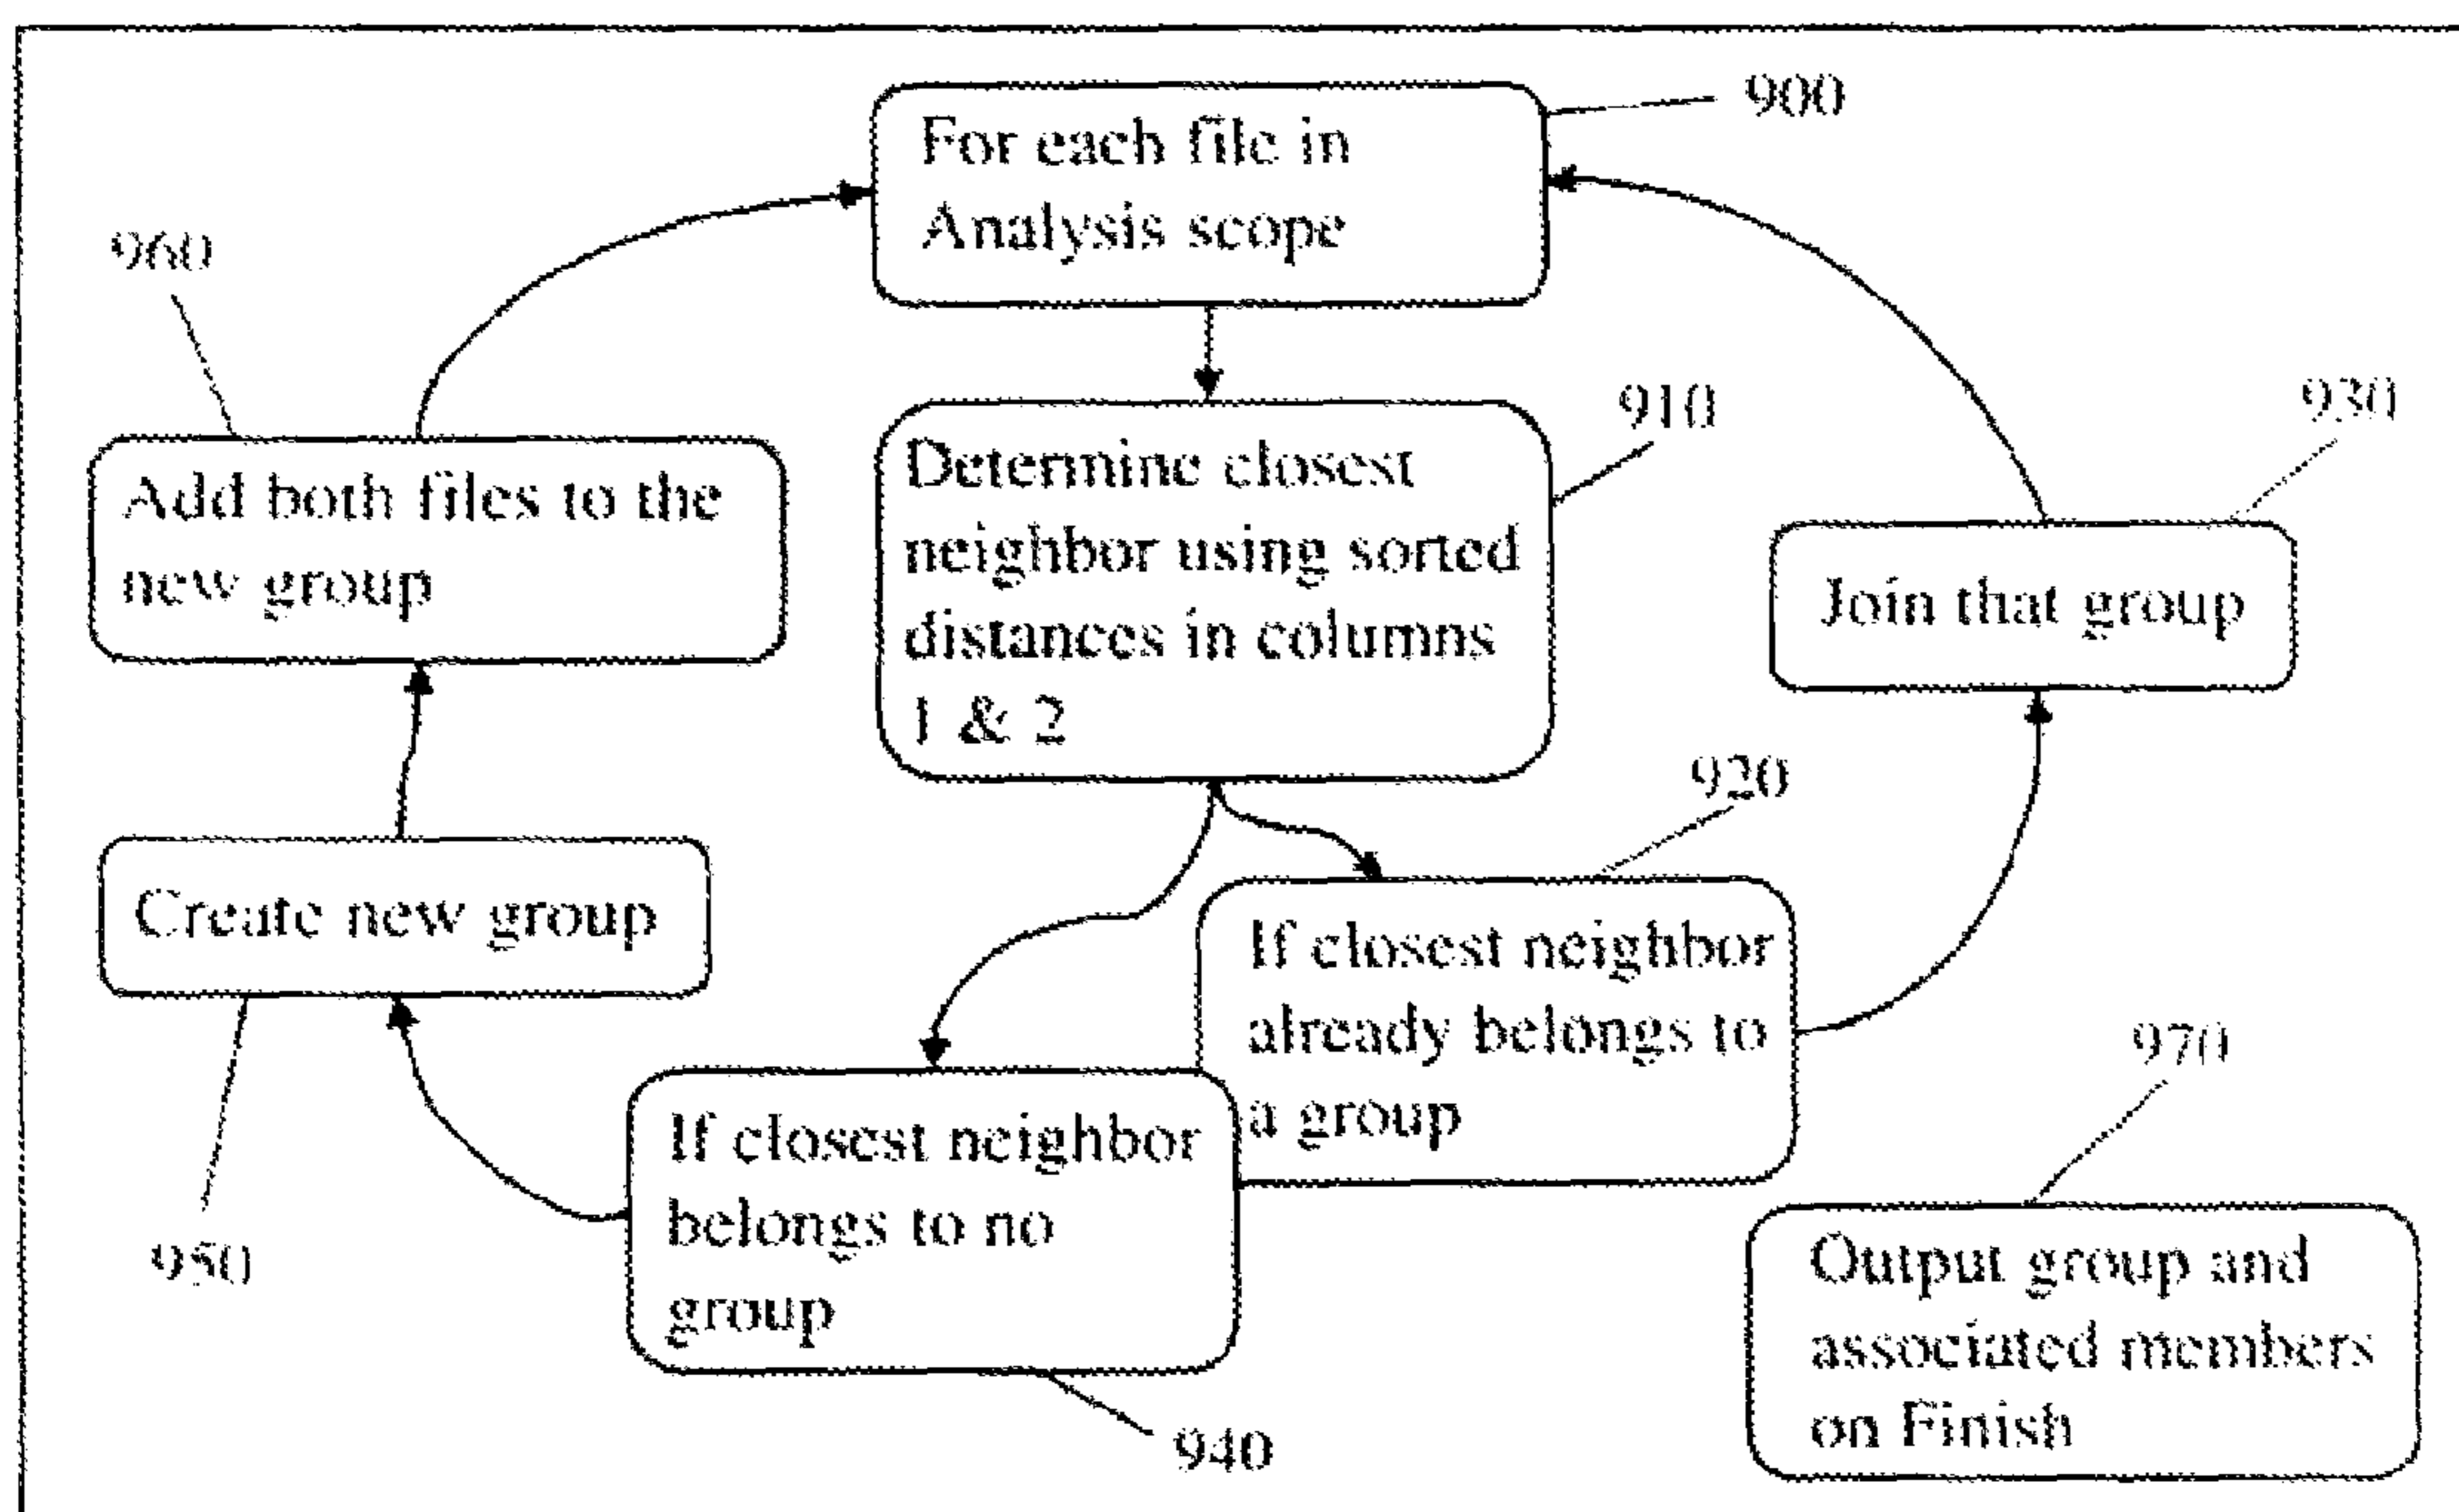 900
For each file in
Analysis scope
960
910
930
Determine closest
neighbor using sorted
distances in columns
1 & 2
Add both files to the
new group
Join that group
920
Create new group
If closest neighbor
already belongs to
a group
970
If closest neighbor
belongs to no
group
950
Output group and
associated members
on Finish
940